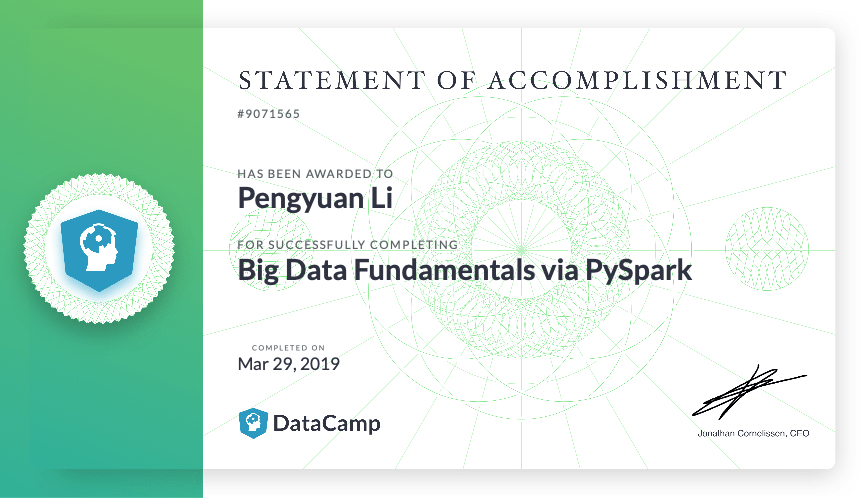 STATEMENT OF ACCOMPLISHMENT
#9071565
HAS BEEN AWARDED TO
Pengyuan Li
FOR SUCCESSFULLY COMPLETING
Big Data Fundamentals via PySpark
COMPLETED ON
Mar 29, 2019
DataCamp
Jonathan Cornelissen, CEO